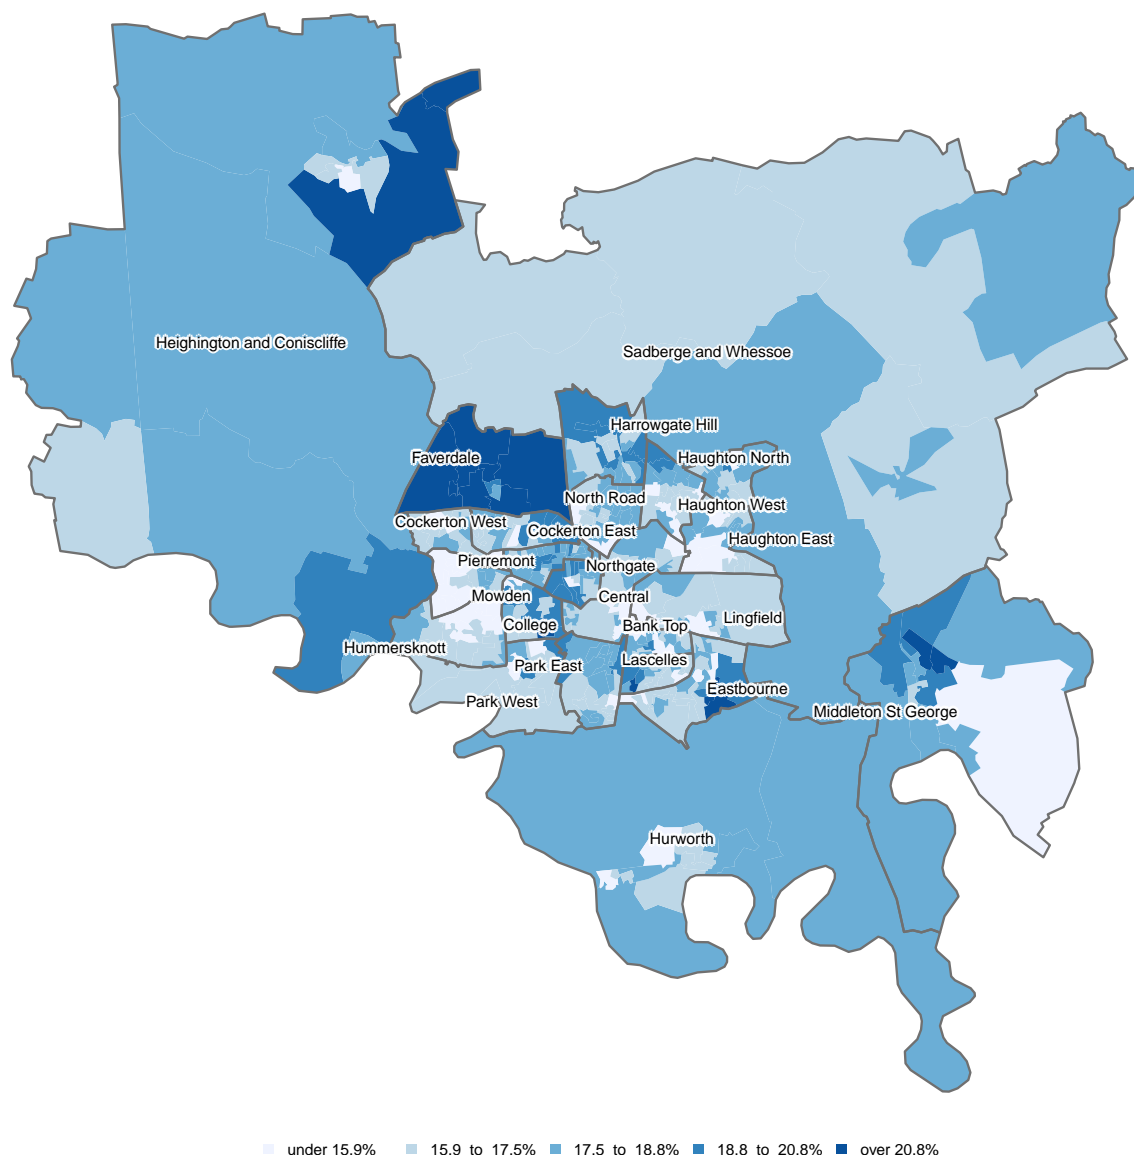 Heighington and Coniscliffe
Sadberge and Whessoe
Harrowgate Hill
Faverdale
Haughton North
North Road
Haughton West
Cockerton West
Cockerton East
Haughton East
Pierremont
Northgate
Mowden
Central
College
Bank Top
Lingfield
Hummersknott
Park East
Lascelles
Eastbourne
Park West
Middleton St George
Hurworth
under 15.9%
15.9 to 17.5%
17.5 to 18.8%
18.8 to 20.8%
over 20.8%